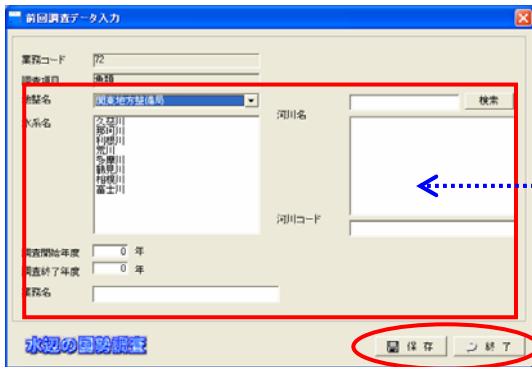 前回調査データ入力
業務コード 72
調査項目 魚類
地整名 関東地方整備局
検索
河川名
水系名
久慈川
那珂川
利根川
荒川
多摩川
鶴見川
相模川
富士川
河川コード
調査開始年度 0 年
調査終了年度 0 年
業務名
水辺の国勢調査
保存 終了